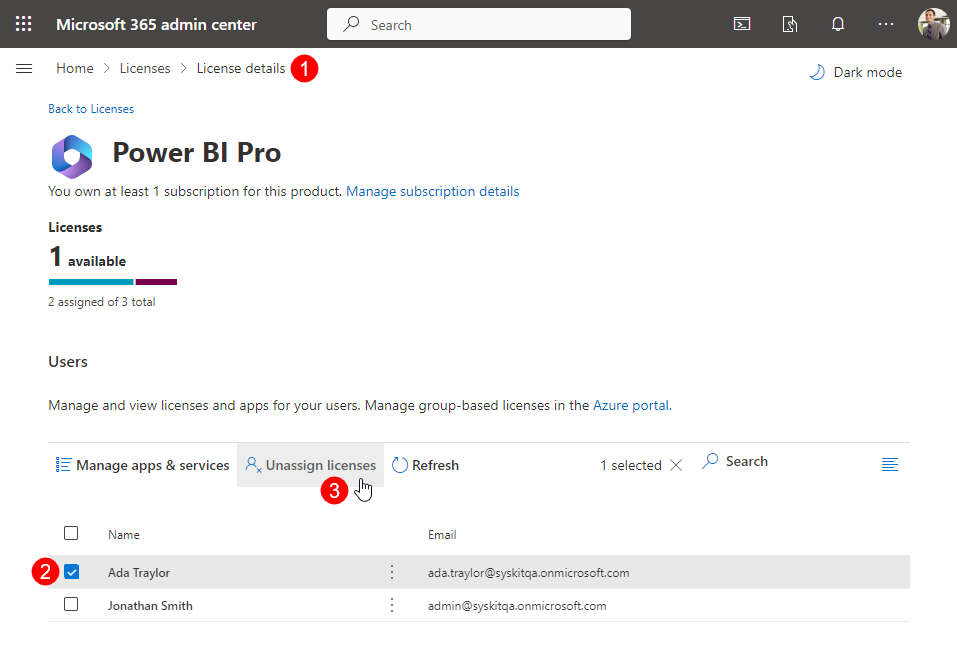 Microsoft 365 admin center
Search
Home > Licenses > License details 1
Dark mode
Back to Licenses
Power BI Pro
You own at least 1 subscription for this product. Manage subscription details
Licenses
1 available
2 assigned of 3 total
Users
Manage and view licenses and apps for your users. Manage group-based licenses in the Azure portal.
Manage apps & services Unassign licenses Refresh 1 selected Search
3
Name Email
2 Ada Traylor ada.traylor@syskitqa.onmicrosoft.com
Jonathan Smith admin@syskitqa.onmicrosoft.com